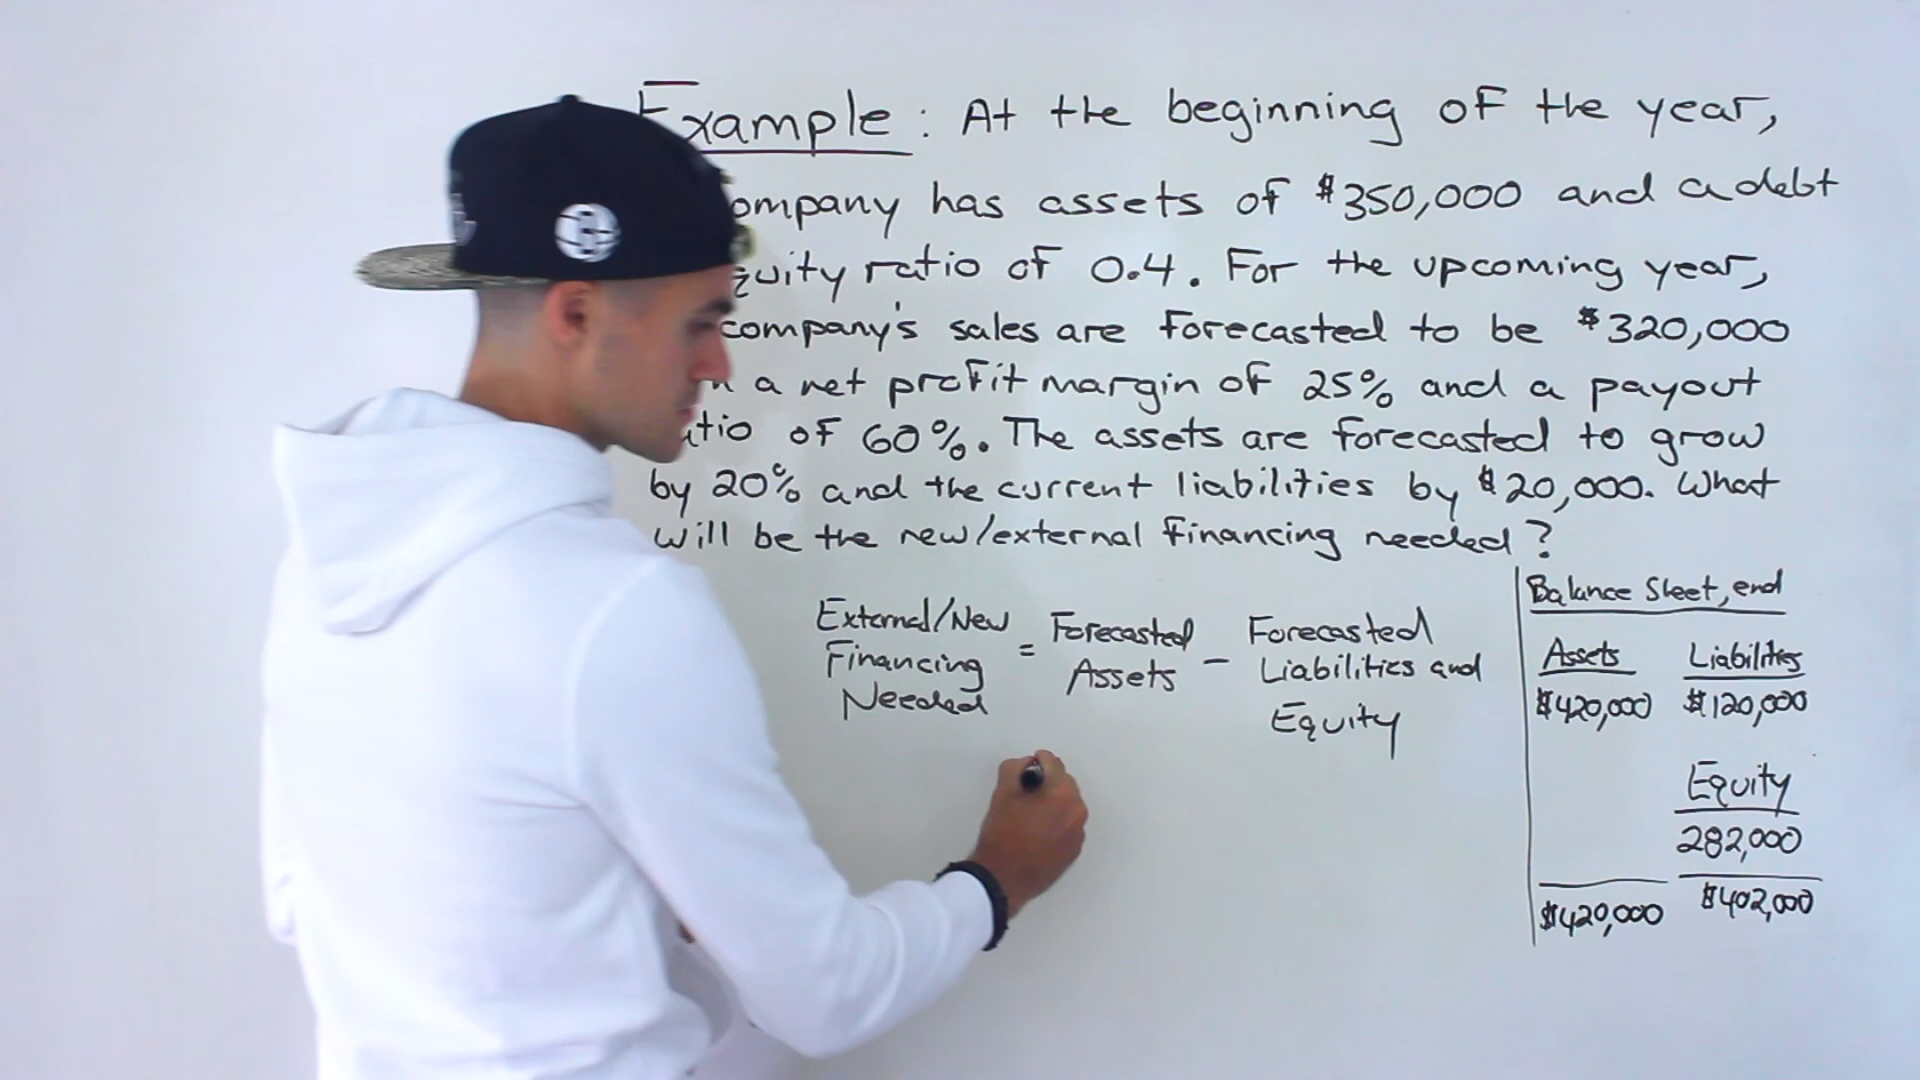 Example: At the beginning of the year,
ompany has assets of $350,000 and a debt
quity ratio of 0.4. For the upcoming year,
company's sales are forecasted to be $320,000
a net profit margin of 25% and a payout
atio of 60%. The assets are forecasted to grow
by 20% and the current liabilities by $20,000. What
will be the new/external financing needed?
External/New Financing Needed = Forecasted Assets - Forecasted Liabilities and Equity
Balance Sheet, end
Assets Liabilities
$420,000 $120,000
Equity
282,000
$420,000 $402,000